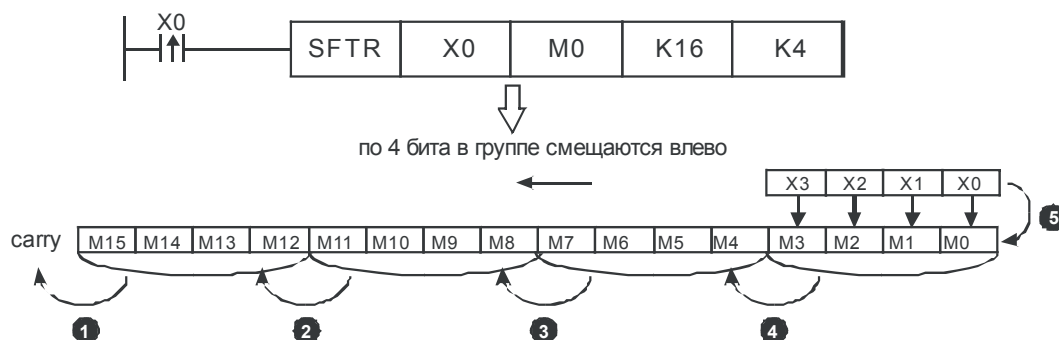 X0
SFTR X0 M0 K16 K4
по 4 бита в группе смещаются влево
X3 X2 X1 X0
5
carry M15 M14 M13 M12 M11 M10 M9 M8 M7 M6 M5 M4 M3 M2 M1 M0
1 2 3 4